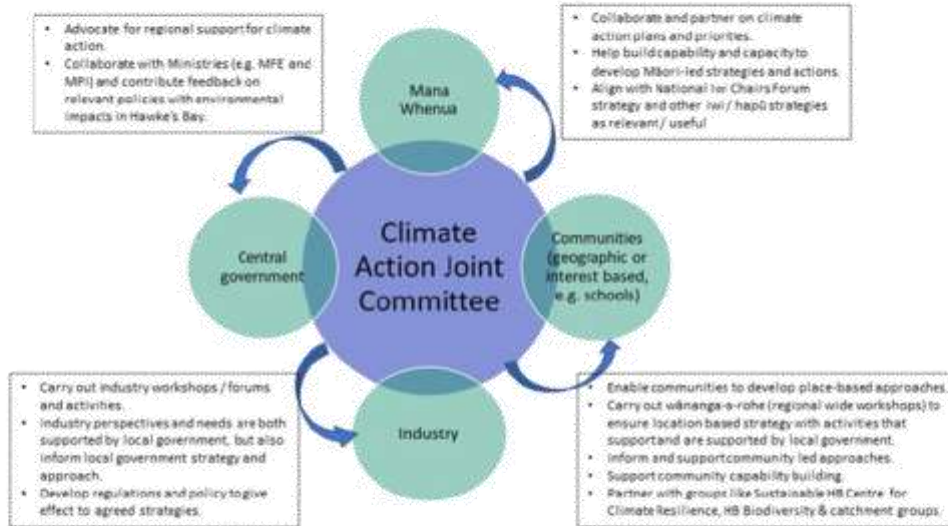 • Advocate for regional support for climate
action.
• Collaborate with Ministries (e.g. MFE and
MPI) and contribute feedback on
relevant policies with environmental
impacts in Hawke's Bay.
Mana
Whenua
• Collaborate and partner on climate
action plans and priorities.
• Help build capability and capacity to
develop Māori-led strategies and actions.
• Align with National Iwi Chairs Forum
strategy and other iwi / hapū strategies
as relevant / useful
Central
government
Climate
Action Joint
Committee
Communities
(geographic or
interest based,
e.g. schools)
• Carry out industry workshops / forums
and activities.
• Industry perspectives and needs are both
supported by local government, but also
inform local government strategy and
approach.
• Develop regulations and policy to give
effect to agreed strategies.
Industry
• Enable communities to develop place-based approaches.
• Carry out wānanga-a-rohe (regional wide workshops) to
ensure location based strategy with activities that
support and are supported by local government.
• Inform and support community led approaches.
• Support community capability building.
• Partner with groups like Sustainable HB Centre for
Climate Resilience, HB Biodiversity & catchment groups.